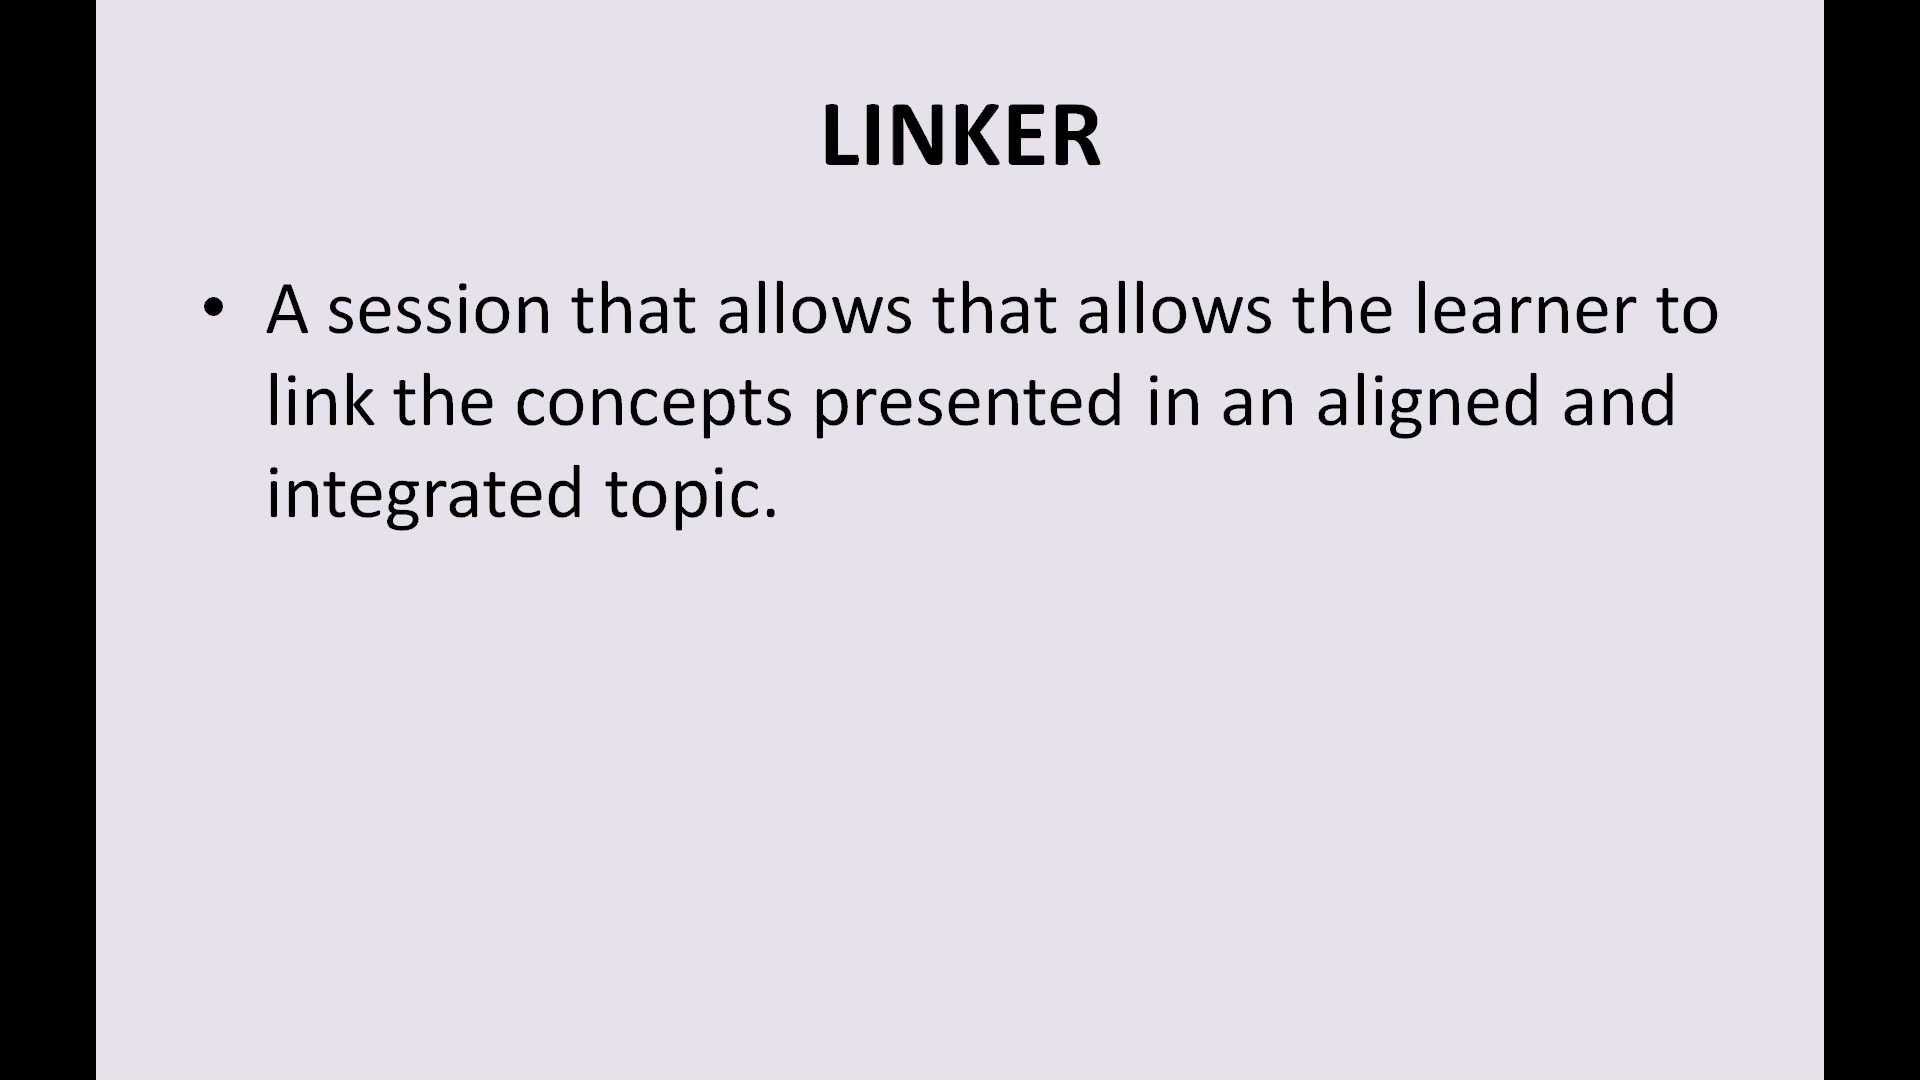 LINKER
• A session that allows that allows the learner to
link the concepts presented in an aligned and
integrated topic.